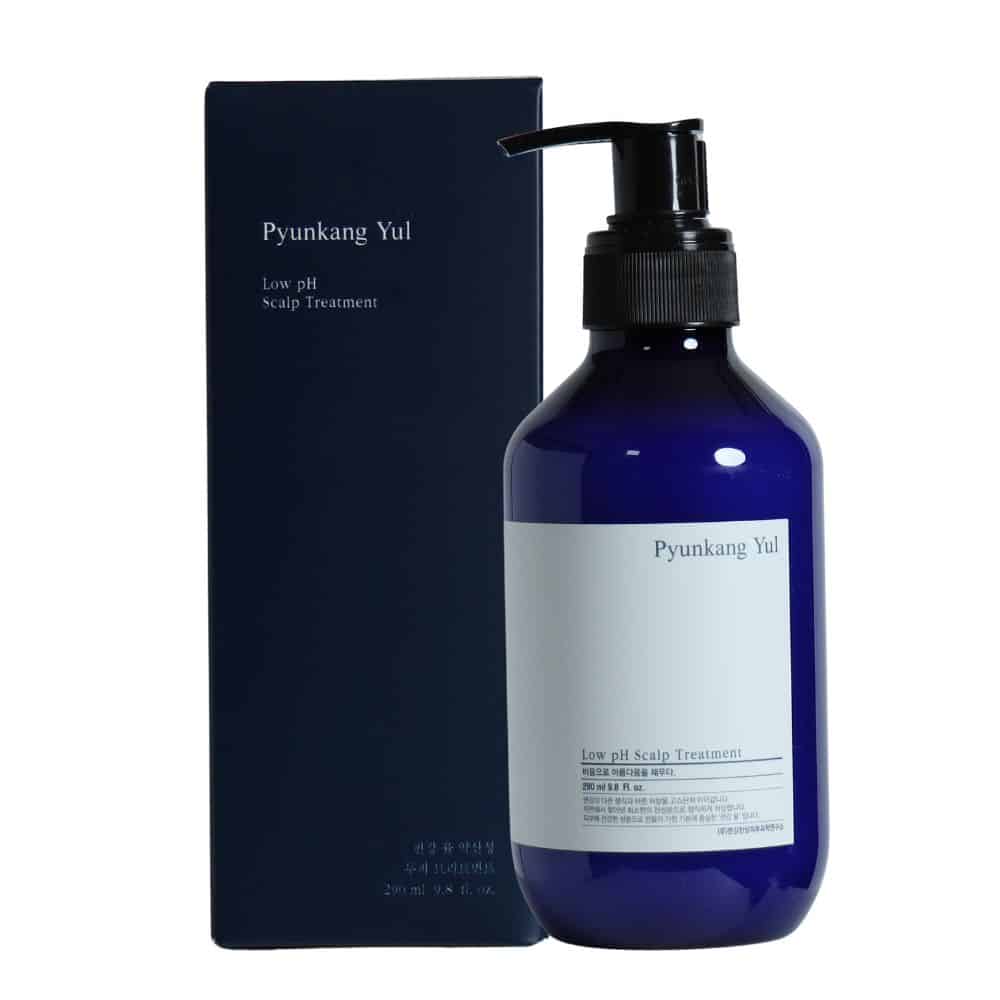 Pyunkang Yul
Low pH
Scalp Treatment
편강 율 약산성
두피 트리트먼트
290 ml 9.8 fl. oz.
Pyunkang Yul
Low pH Scalp Treatment
비움으로 아름다움을 채우다.
290 ml 9.8 Fl. oz.